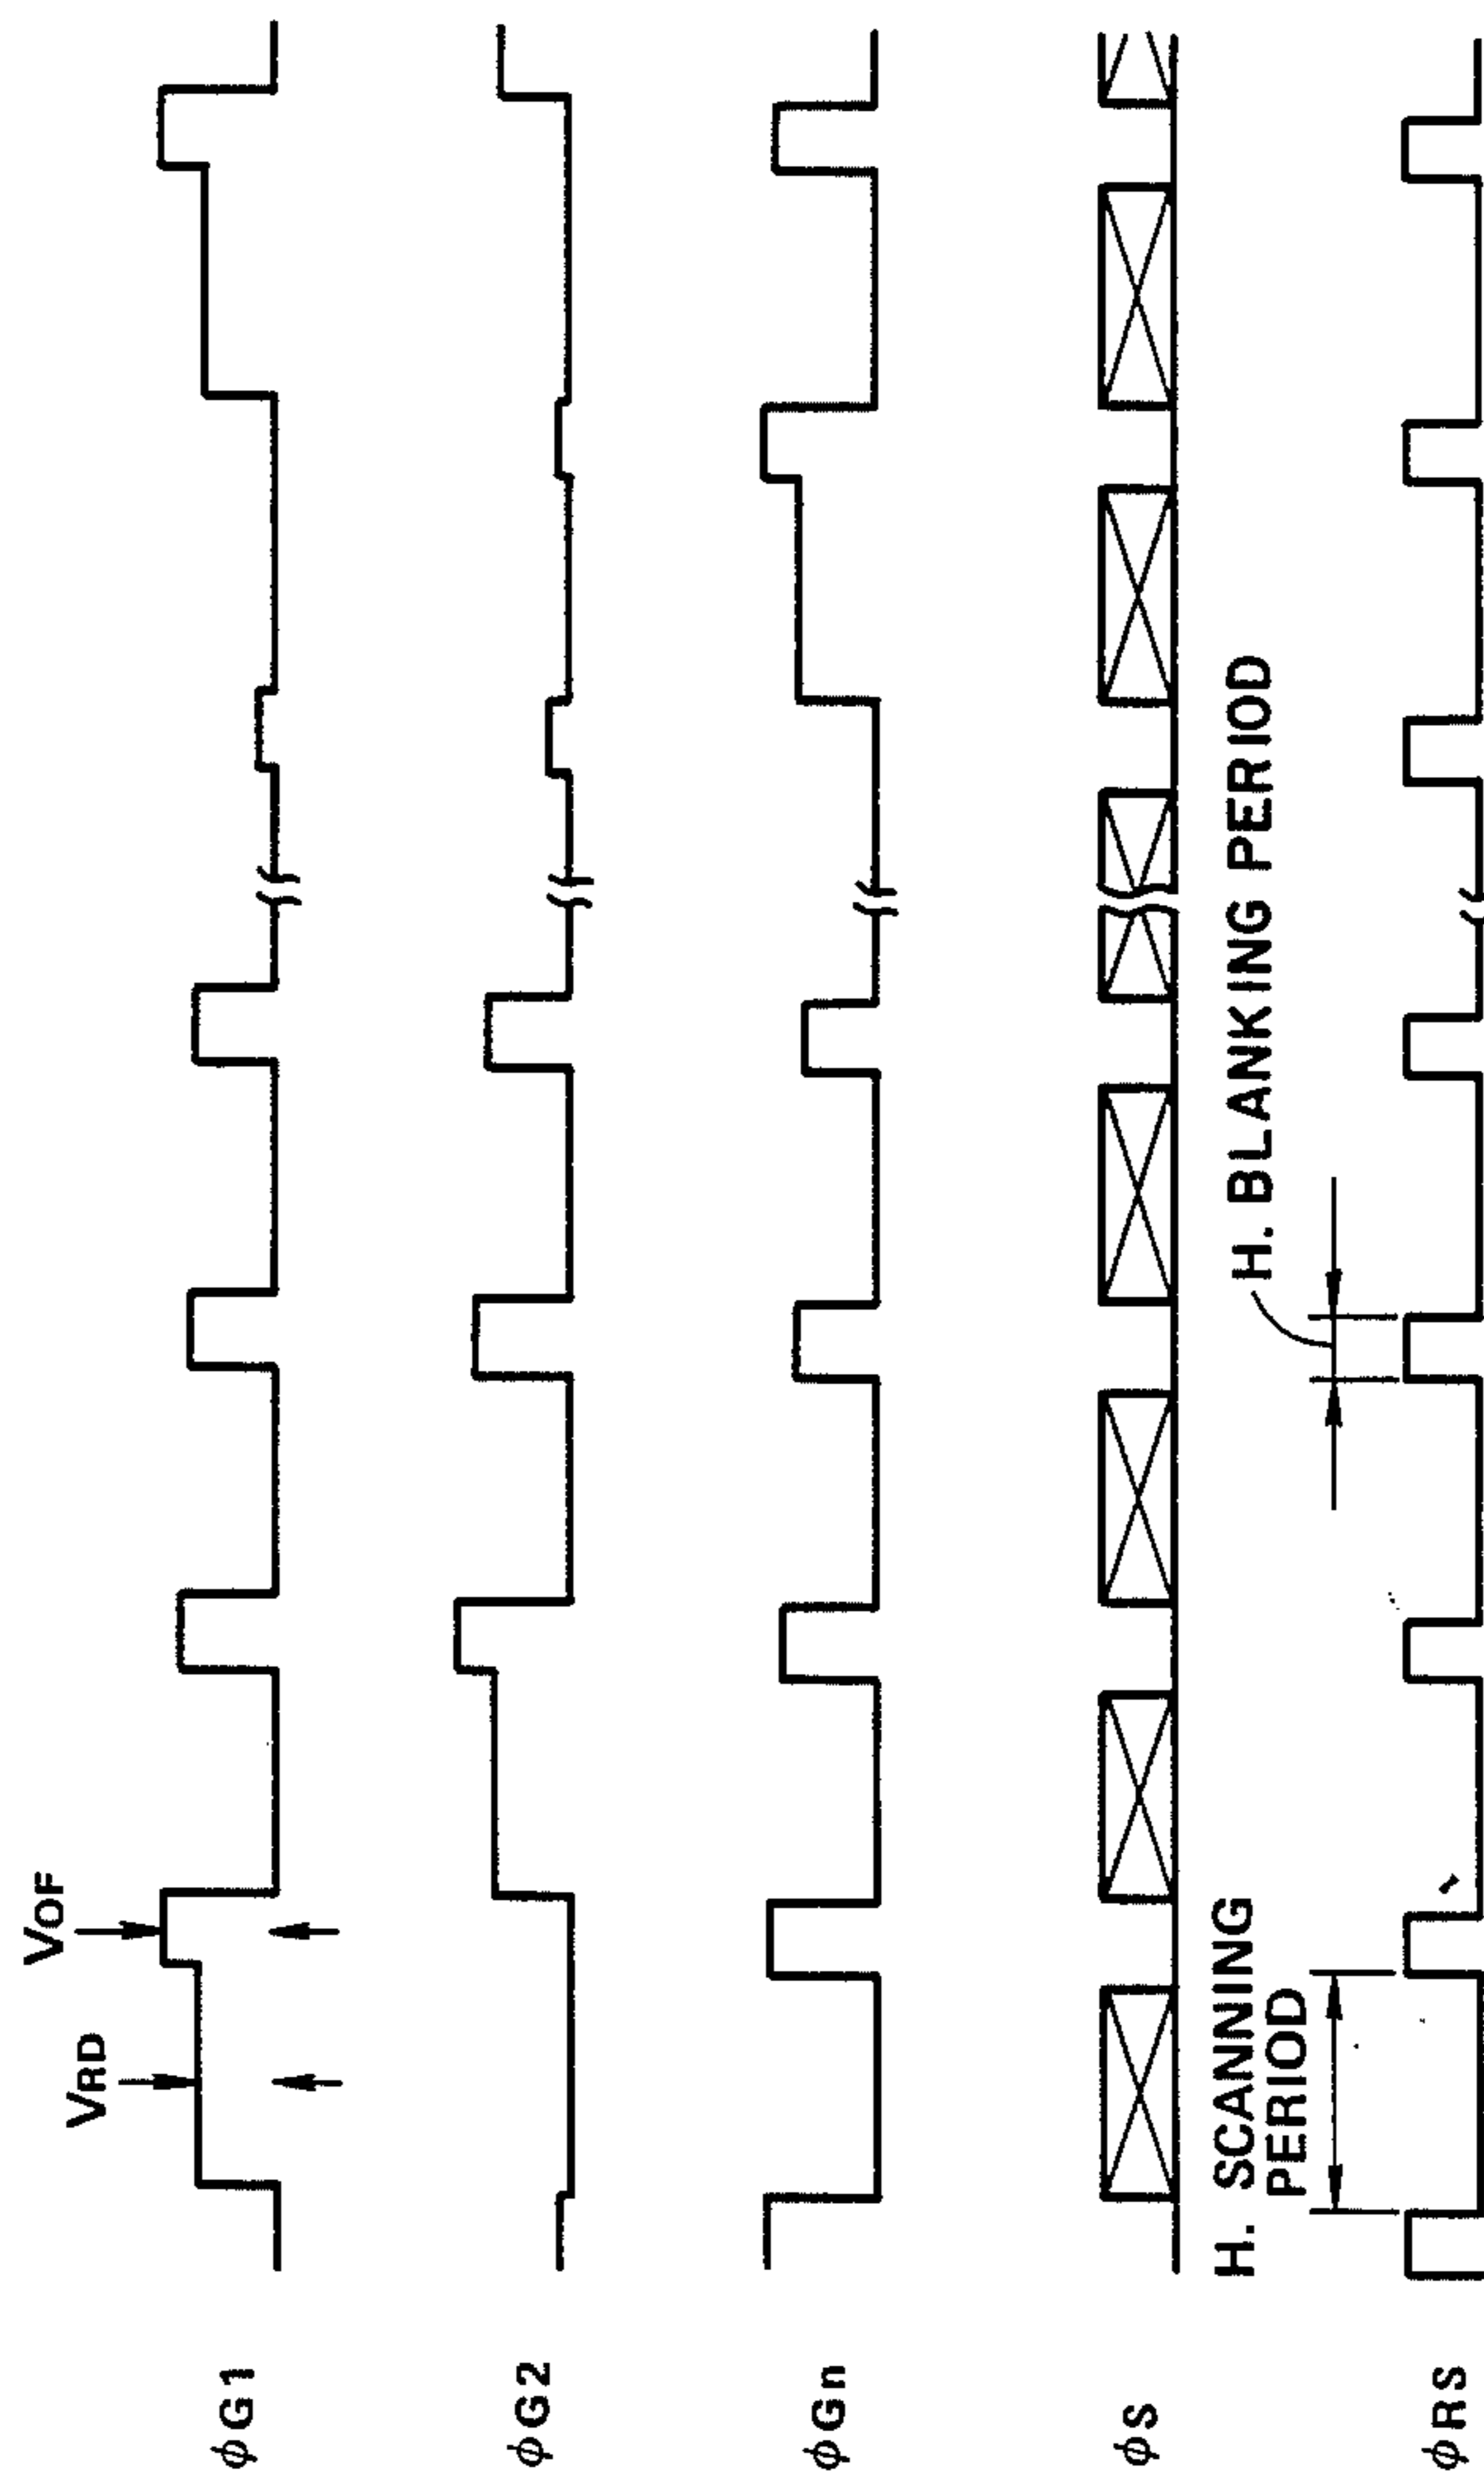 VRD
VOF
φG1
φG2
φGn
φS
H. SCANNING
PERIOD
H. BLANKING PERIOD
φRS